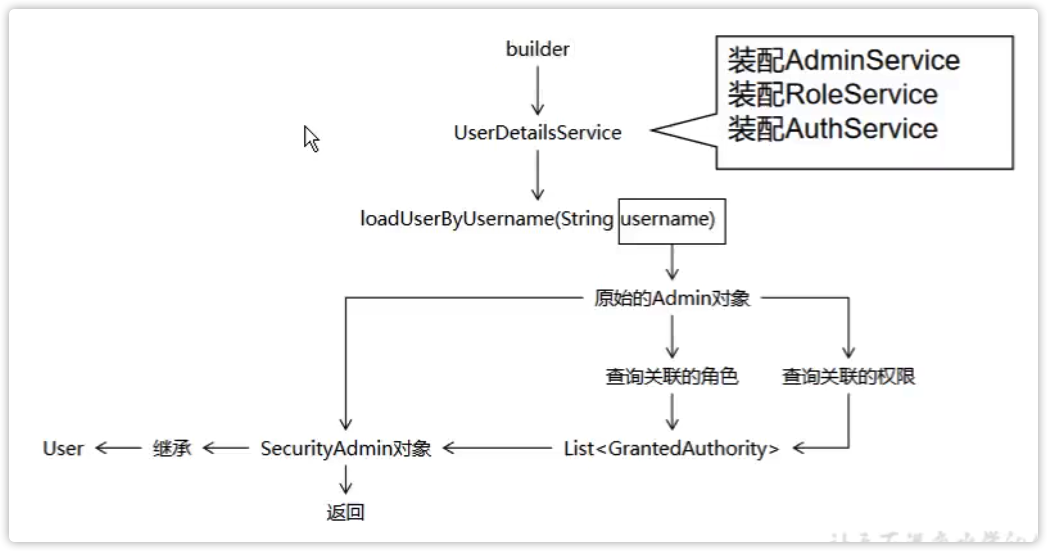 builder
装配AdminService
装配RoleService
装配AuthService
UserDetailsService
loadUserByUsername(String username)
原始的Admin对象
查询关联的角色
查询关联的权限
User
继承
SecurityAdmin对象
List<GrantedAuthority>
返回